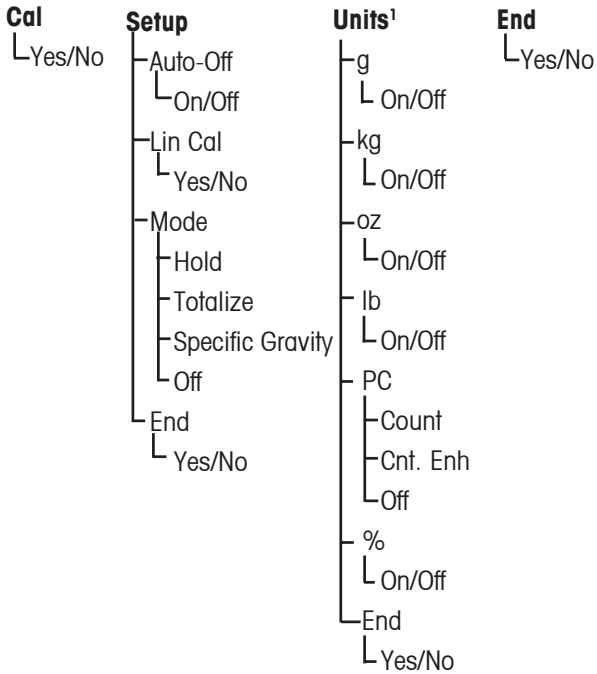 Cal
Yes/No
Setup
Auto-Off
On/Off
Lin Cal
Yes/No
Mode
Hold
Totalize
Specific Gravity
Off
End
Yes/No
Units¹
g
On/Off
kg
On/Off
oz
On/Off
lb
On/Off
PC
Count
Cnt. Enh
Off
%
On/Off
End
Yes/No
End
Yes/No